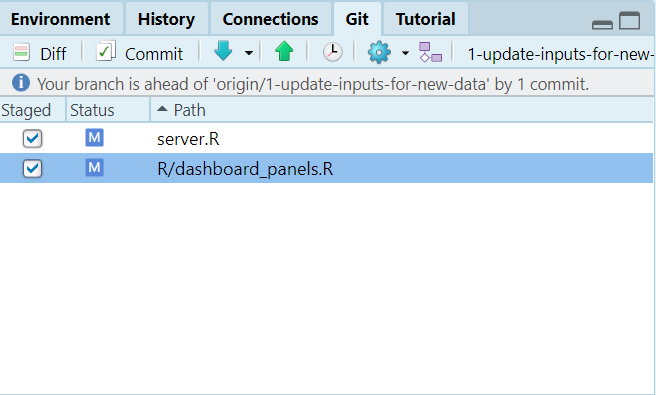 Environment History Connections Git Tutorial
Diff Commit 1-update-inputs-for-new-
Your branch is ahead of 'origin/1-update-inputs-for-new-data' by 1 commit.
Staged Status Path
M server.R
M R/dashboard_panels.R